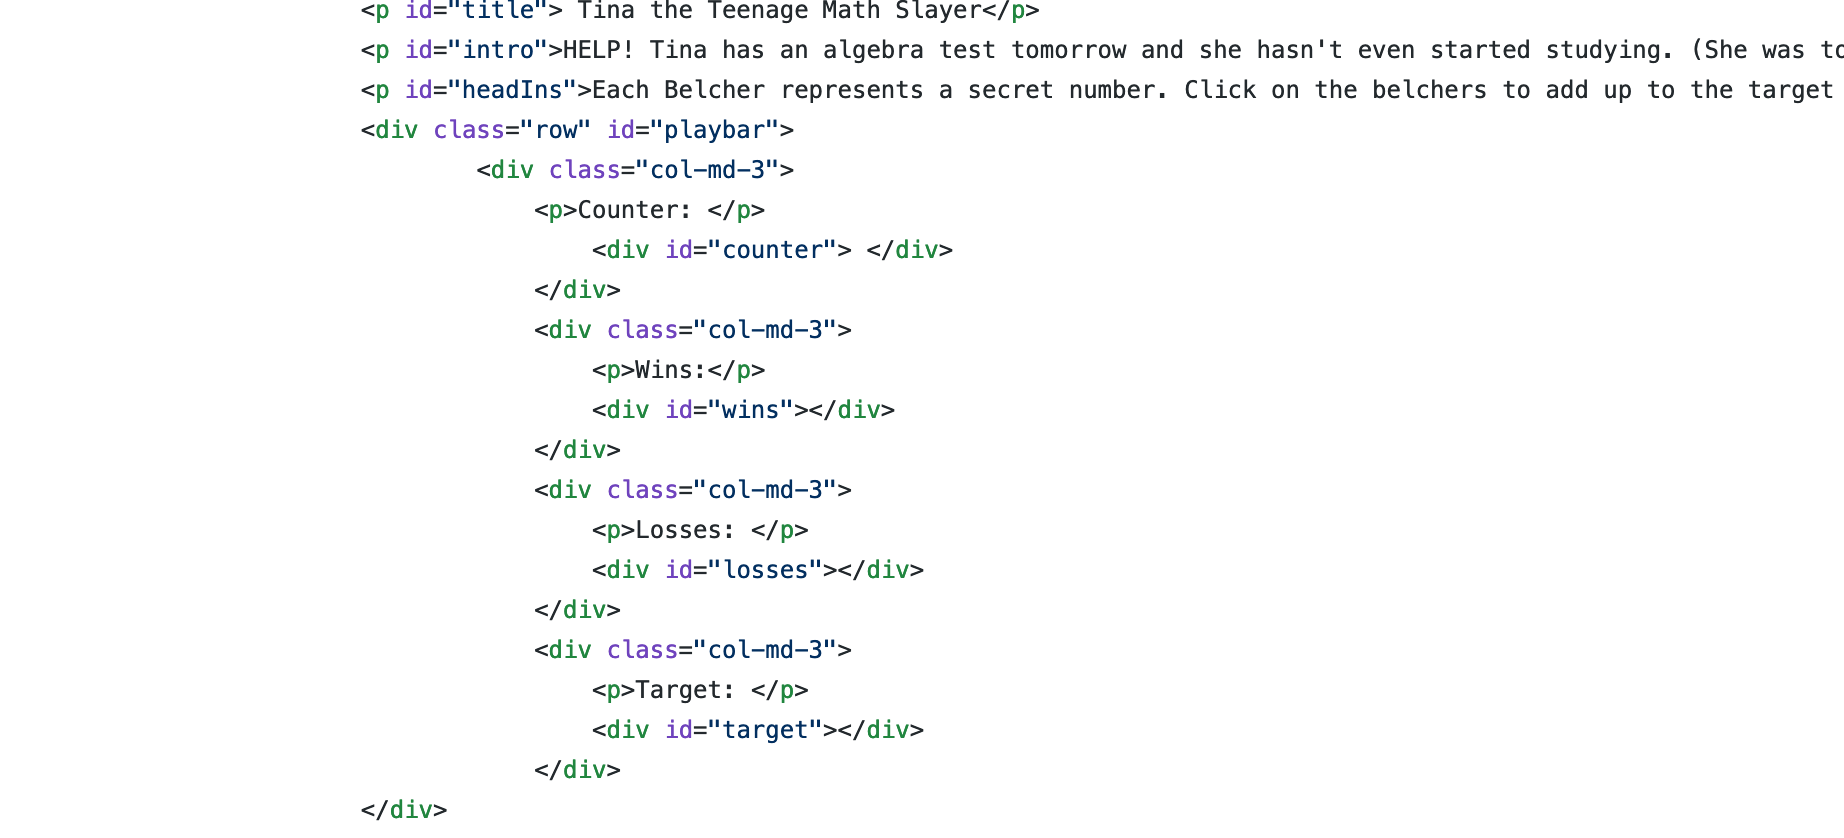 <p id="title"> Tina the Teenage Math Slayer</p>
<p id="intro">HELP! Tina has an algebra test tomorrow and she hasn't even started studying. (She was
<p id="headIns">Each Belcher represents a secret number. Click on the belchers to add up to the target
<div class="row" id="playbar">
<div class="col-md-3">
<p>Counter: </p>
<div id="counter"> </div>
</div>
<div class="col-md-3">
<p>Wins:</p>
<div id="wins"></div>
</div>
<div class="col-md-3">
<p>Losses: </p>
<div id="losses"></div>
</div>
<div class="col-md-3">
<p>Target: </p>
<div id="target"></div>
</div>
</div>